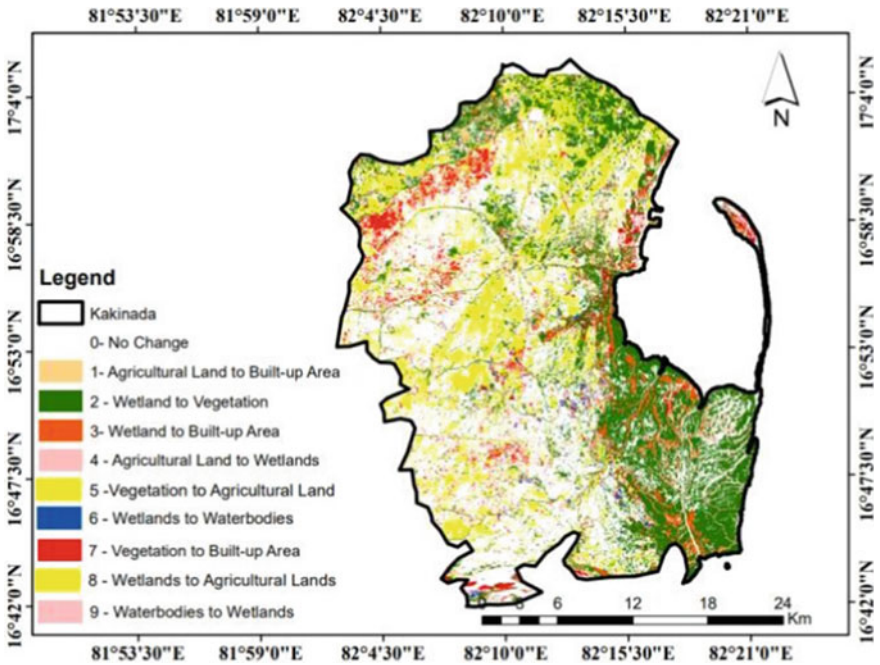 81°53'30"E 81°59'0"E 82°4'30"E 82°10'0"E 82°15'30"E 82°21'0"E
17°4'0"N 17°4'0"N
N
16°58'30"N 16°58'30"N
Legend
Kakinada
0- No Change
16°53'0"N 16°53'0"N
1- Agricultural Land to Built-up Area
2 - Wetland to Vegetation
3- Wetland to Built-up Area
4 - Agricultural Land to Wetlands
16°47'30"N 16°47'30"N
5 -Vegetation to Agricultural Land
6 - Wetlands to Waterbodies
7 - Vegetation to Built-up Area
8 - Wetlands to Agricultural Lands
16°42'0"N 16°42'0"N
9 - Waterbodies to Wetlands
6 12 18 24
Km
81°53'30"E 81°59'0"E 82°4'30"E 82°10'0"E 82°15'30"E 82°21'0"E